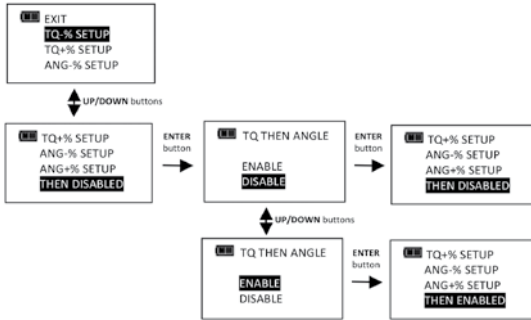 EXIT
TQ-% SETUP
TQ+% SETUP
ANG-% SETUP
UP/DOWN buttons
TQ+% SETUP
ANG-% SETUP
ANG+% SETUP
THEN DISABLED
ENTER
button
TQ THEN ANGLE
ENABLE
DISABLE
ENTER
button
TQ+% SETUP
ANG-% SETUP
ANG+% SETUP
THEN DISABLED
UP/DOWN buttons
TQ THEN ANGLE
ENABLE
DISABLE
ENTER
button
TQ+% SETUP
ANG-% SETUP
ANG+% SETUP
THEN ENABLED